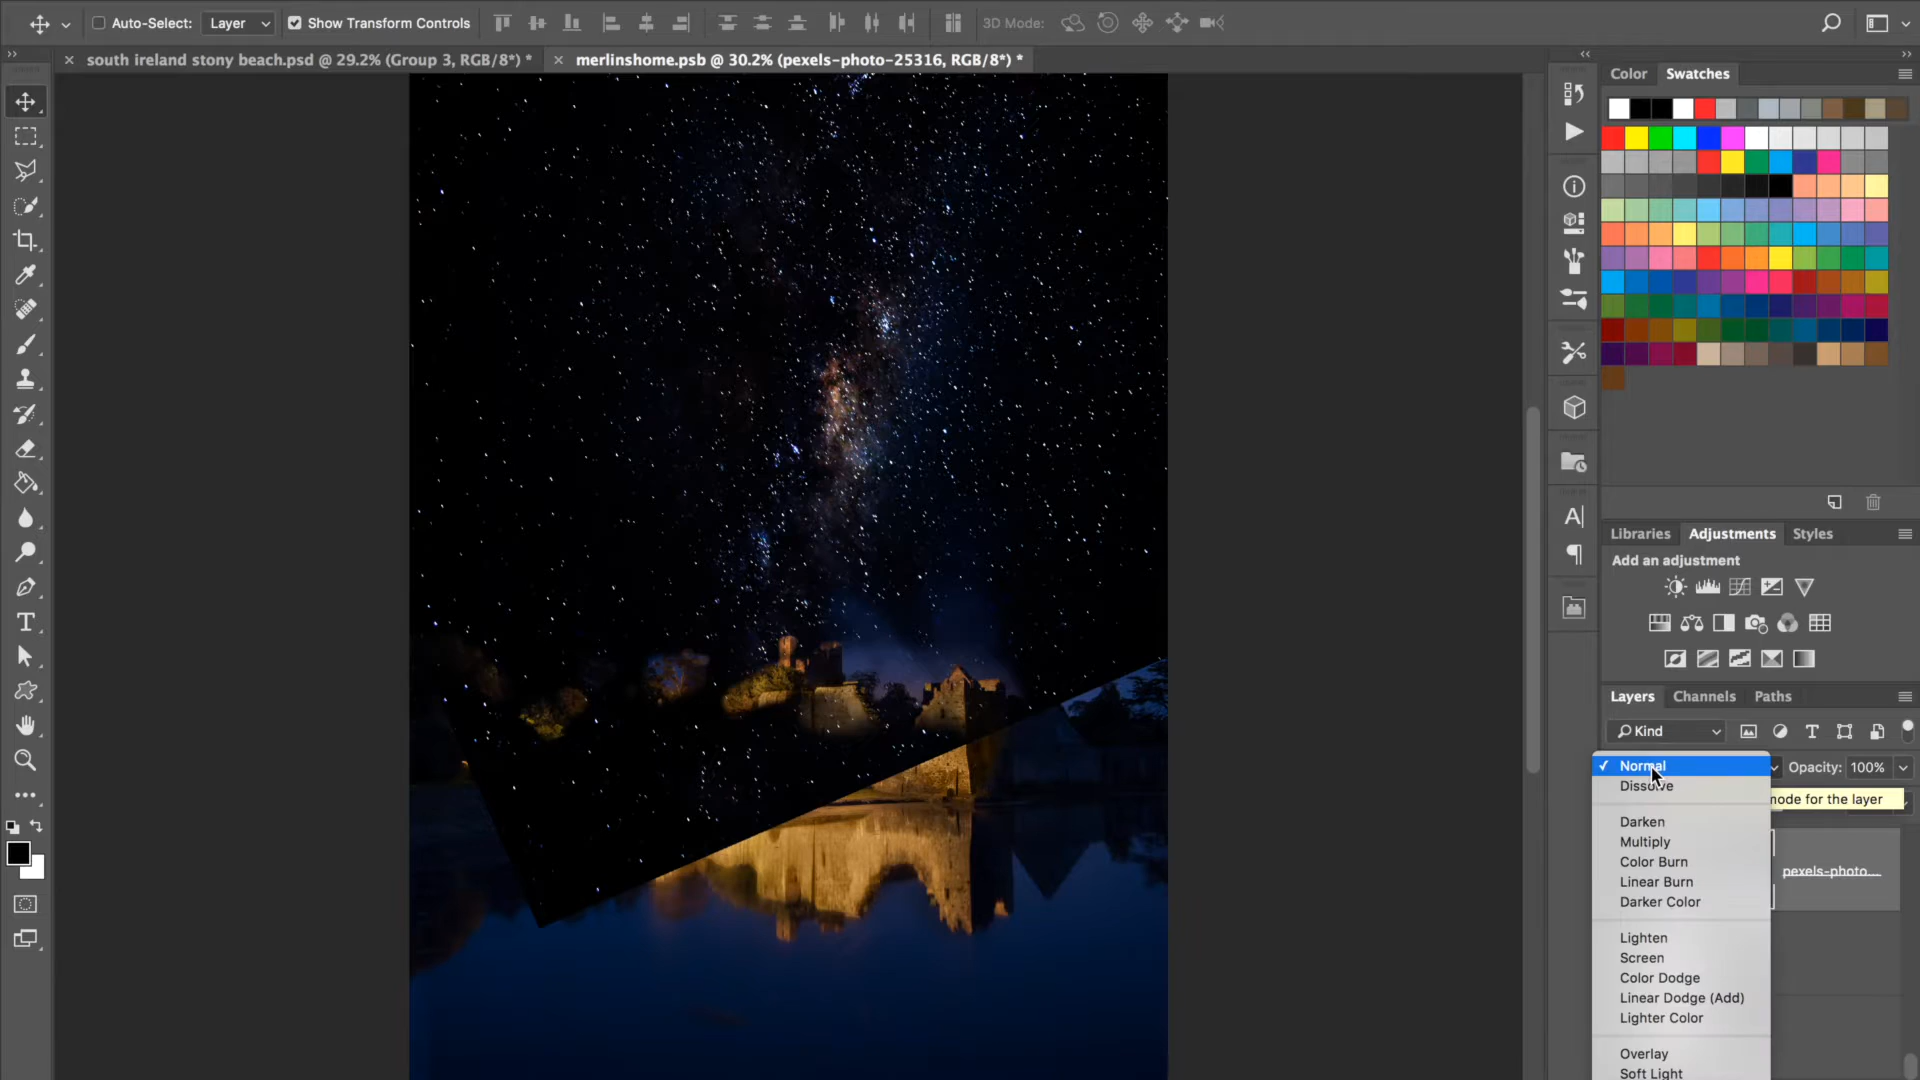 Auto-Select: Layer Show Transform Controls 3D Mode:
south ireland stony beach.psd @ 29.2% (Group 3, RGB/8*) *
merlinshome.psb @ 30.2% (pexels-photo-25316, RGB/8*) *
Color Swatches
Libraries Adjustments Styles
Add an adjustment
Layers Channels Paths
Kind
Normal
Opacity: 100%
Dissolve
mode for the layer
Darken
Multiply
Color Burn
Linear Burn
Darker Color
pexels-photo...
Lighten
Screen
Color Dodge
Linear Dodge (Add)
Lighter Color
Overlay
Soft Light